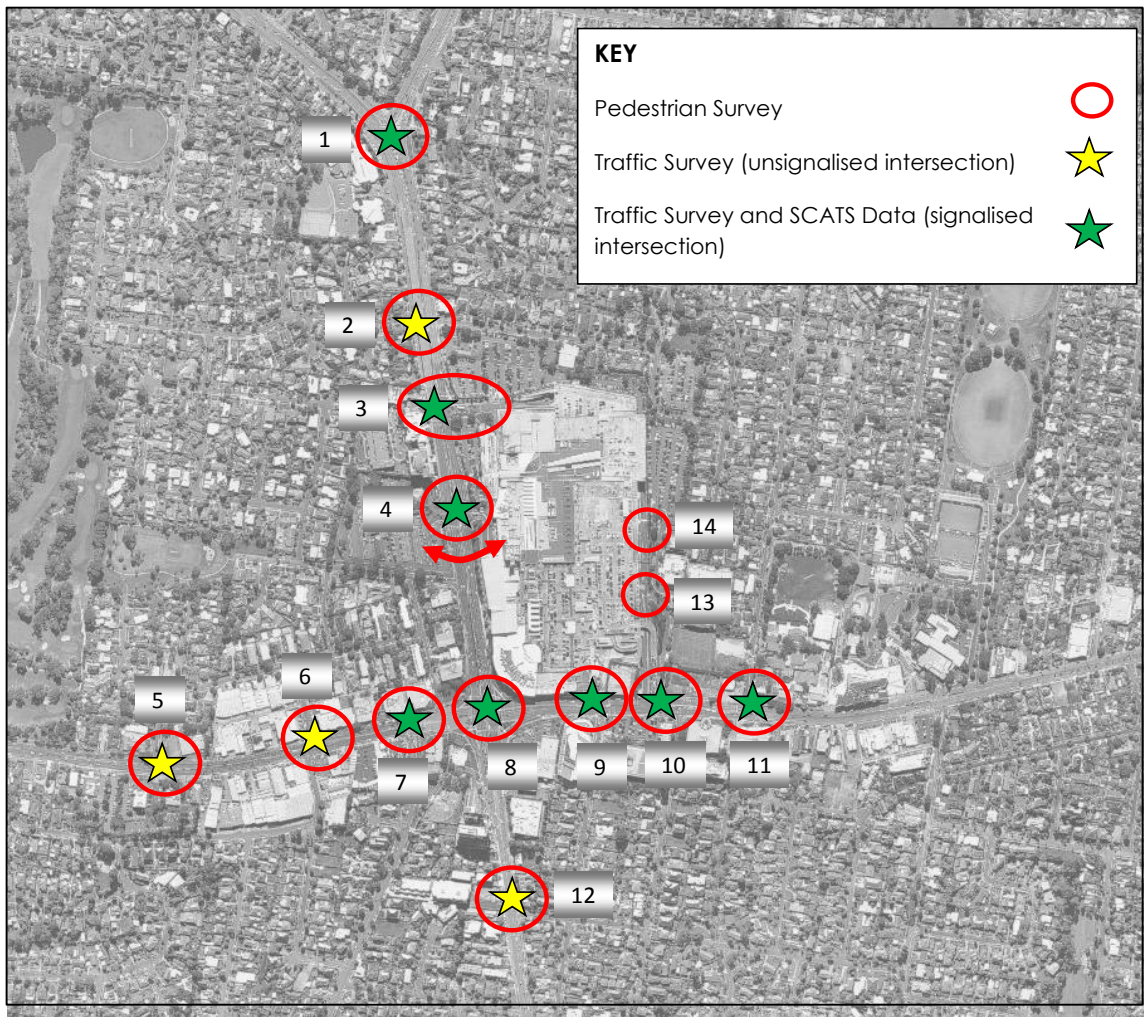 KEY
Pedestrian Survey
Traffic Survey (unsignalised intersection)
Traffic Survey and SCATS Data (signalised
intersection)
1
2
3
4
14
13
6
5
7
8
9
10
11
12